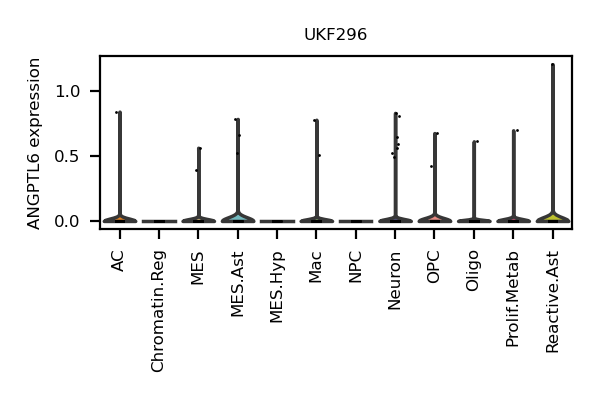 UKF296
ANGPTL6 expression
1.0
0.5
0.0
AC
Chromatin.Reg
MES
MES.Ast
MES.Hyp
Mac
NPC
Neuron
OPC
Oligo
Prolif.Metab
Reactive.Ast